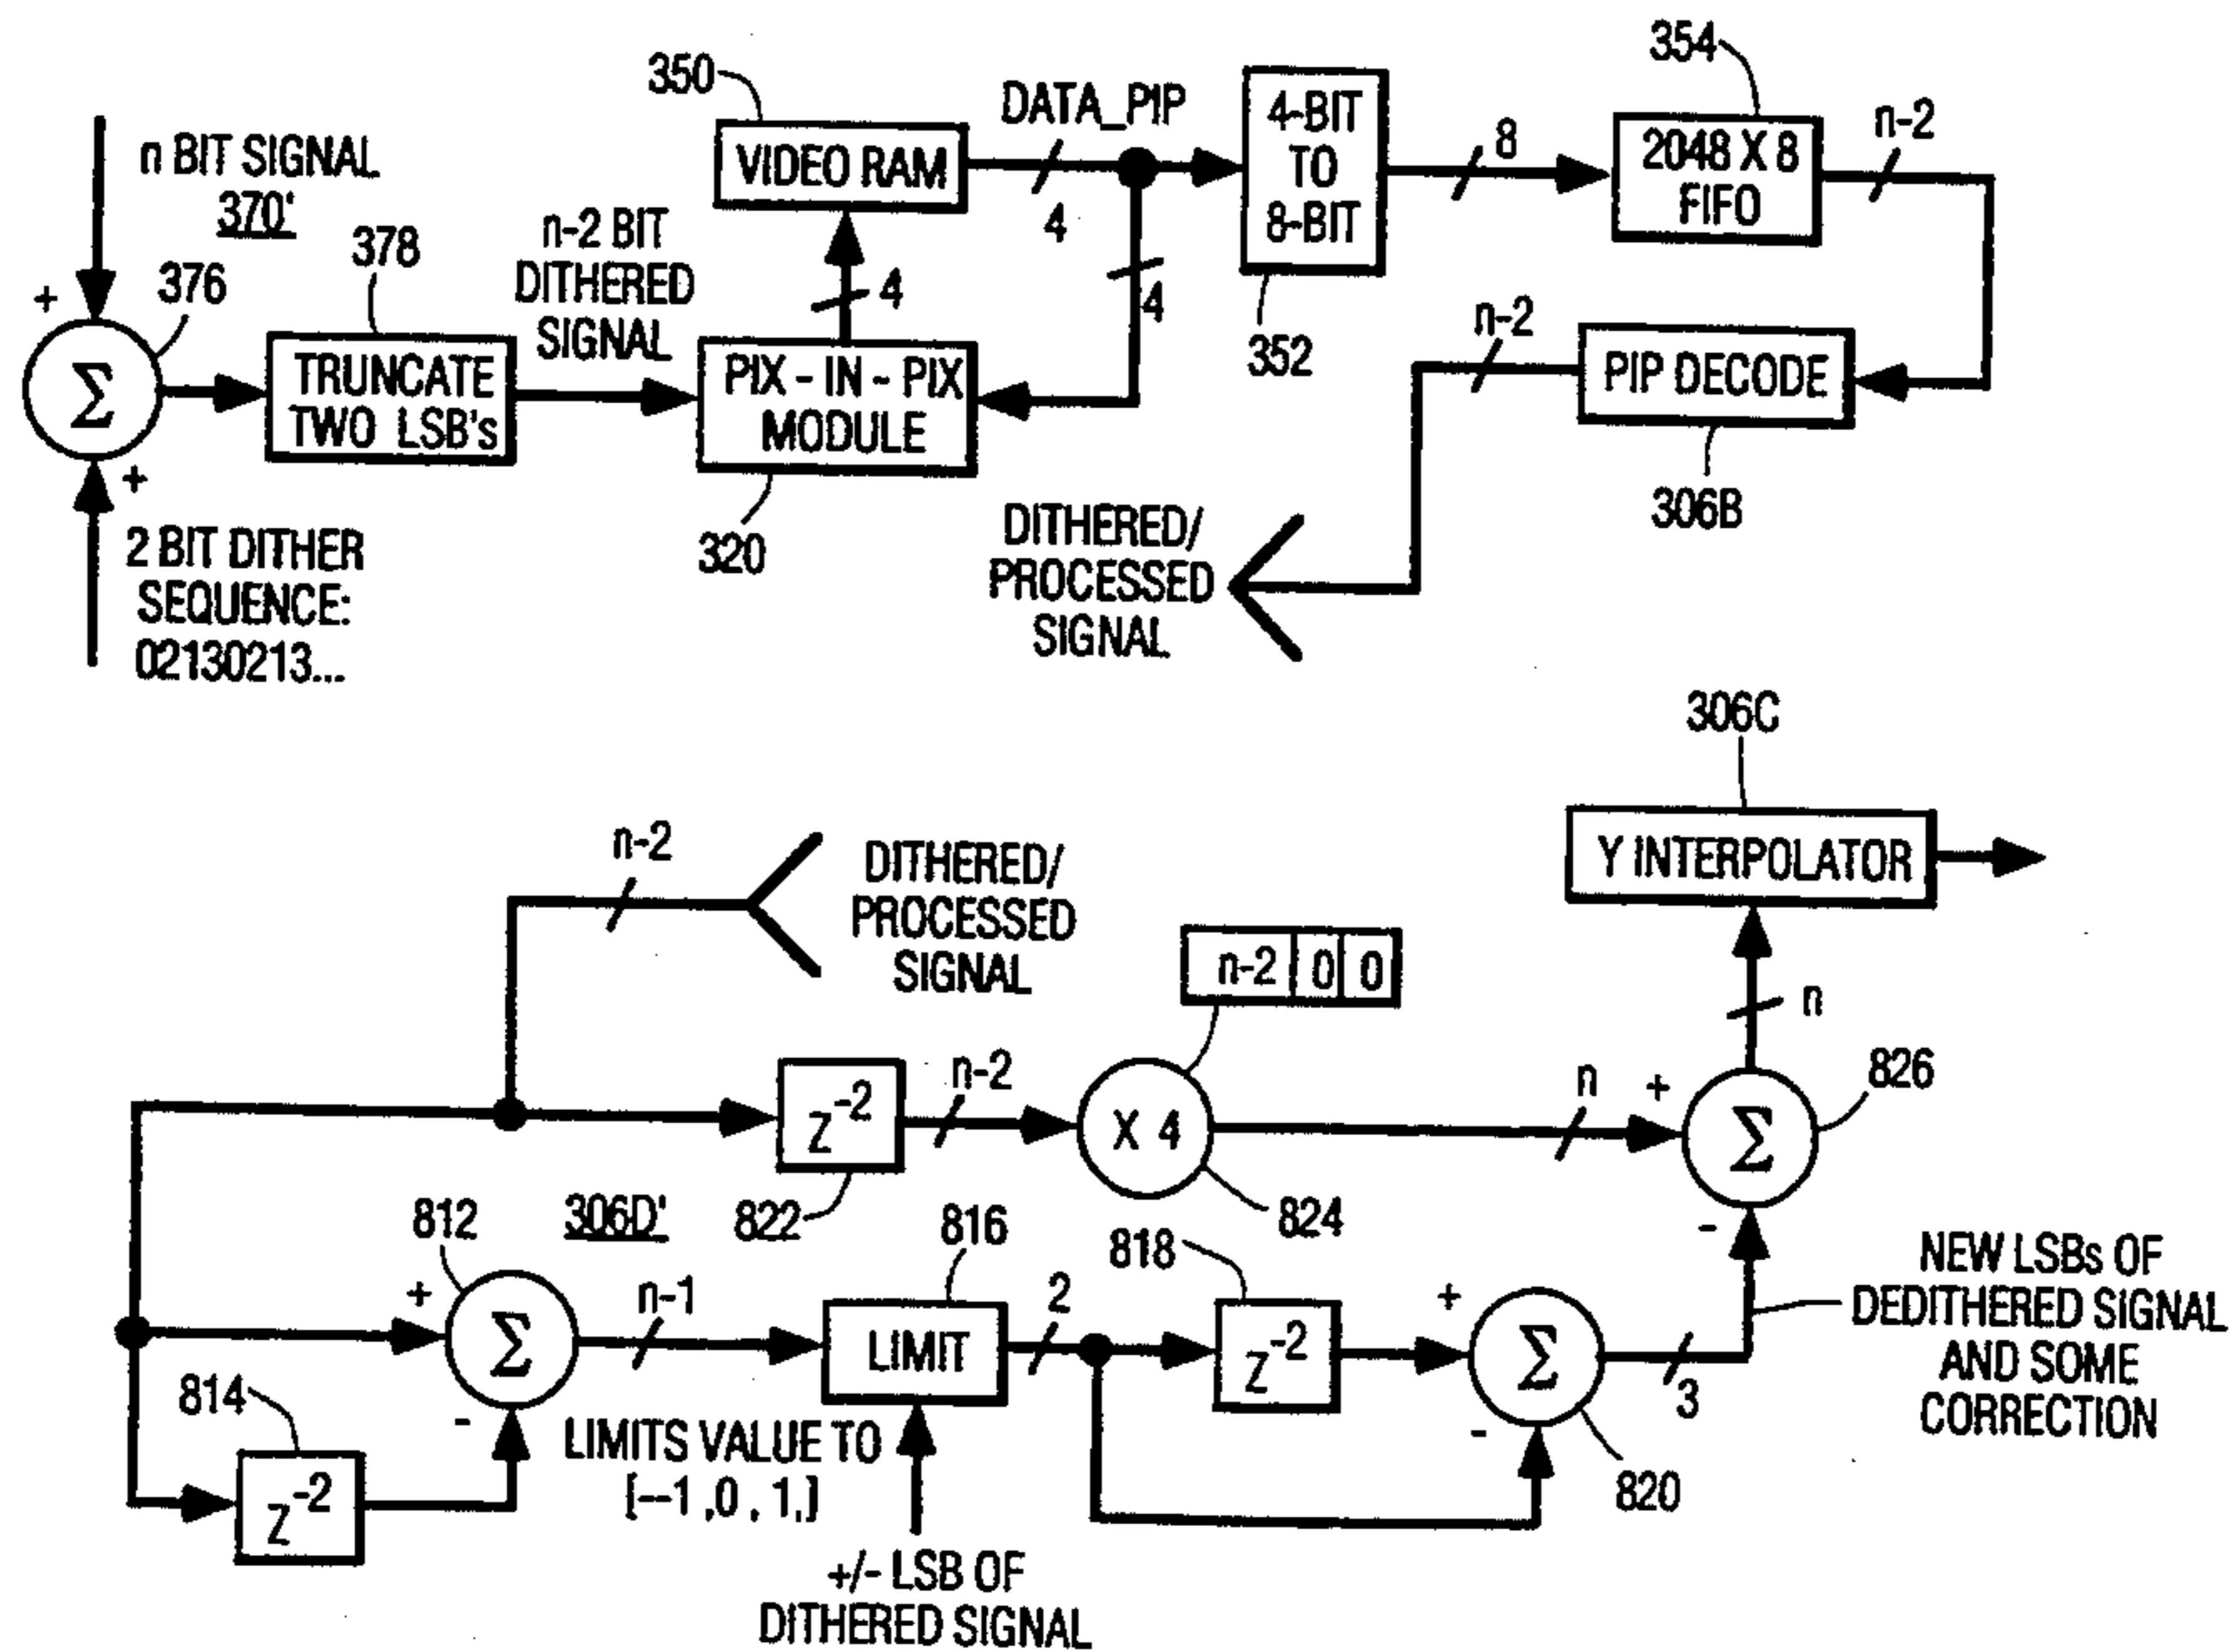 n BIT SIGNAL
370'
+
376
Σ
+
2 BIT DITHER
SEQUENCE:
02130213...
378
TRUNCATE
TWO LSB's
n-2 BIT
DITHERED
SIGNAL
350
VIDEO RAM
4
PIX - IN - PIX
MODULE
320
DATA_PIP
4
4
4-BIT
TO
8-BIT
352
8
354
2048 X 8
FIFO
n-2
PIP DECODE
306B
n-2
DITHERED/
PROCESSED
SIGNAL
306C
Y INTERPOLATOR
n-2
DITHERED/
PROCESSED
SIGNAL
n-2 0 0
n
Z-2
822
n-2
X 4
824
n
+
Σ
826
-
306D'
812
+
Σ
-
814
Z-2
n-1
816
LIMIT
LIMITS VALUE TO
[--1 ,0 , 1,]
+/- LSB OF
DITHERED SIGNAL
2
818
Z-2
+
Σ
-
820
3
NEW LSBs OF
DEDITHERED SIGNAL
AND SOME
CORRECTION